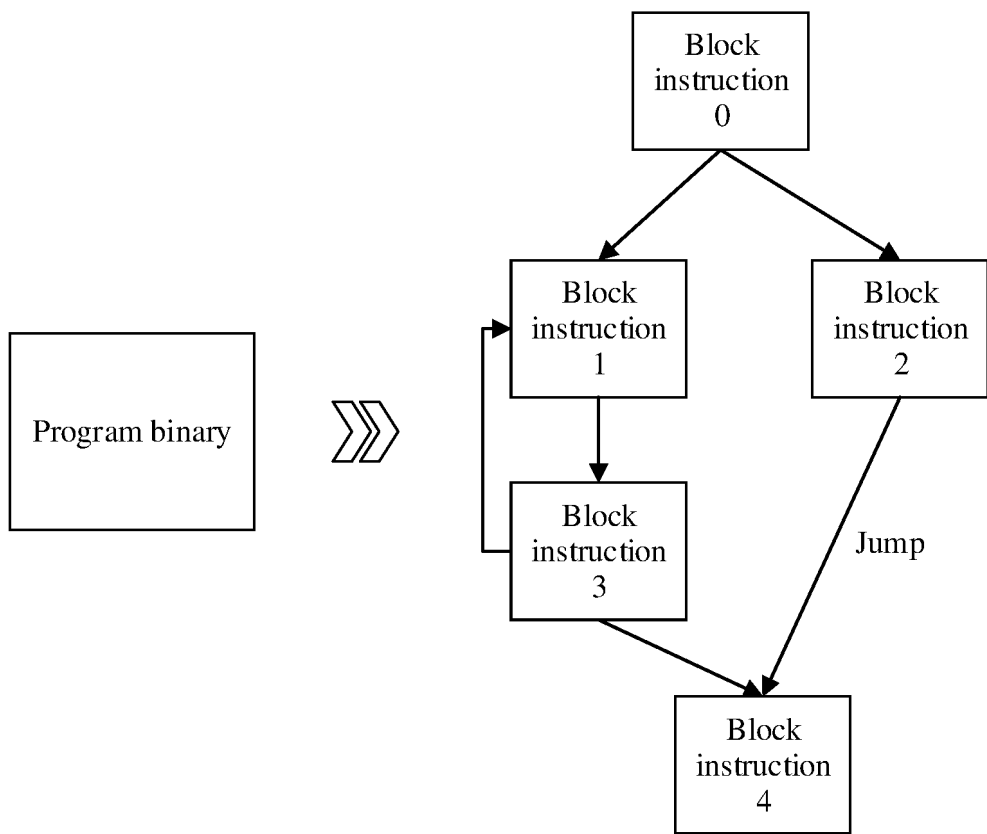 Block
instruction
0
Block
instruction
1
Block
instruction
2
Program binary
Block
instruction
3
Jump
Block
instruction
4